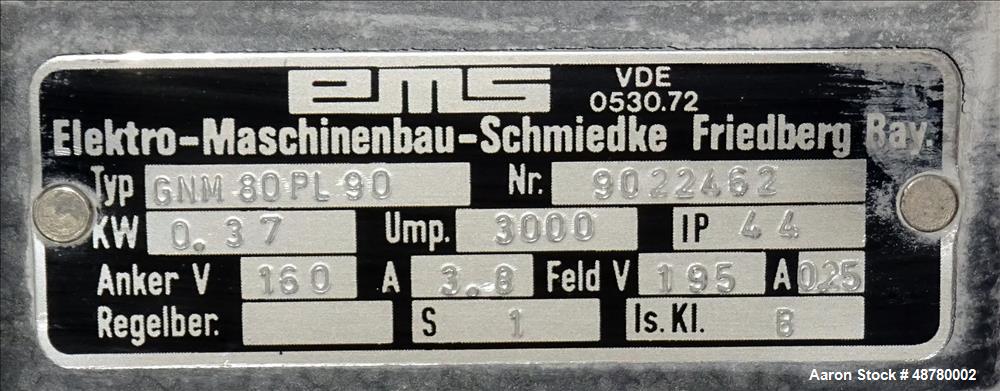 ems VDE
0530.72
Elektro-Maschinenbau-Schmiedke Friedberg Bay.
Typ GNM 80PL 90 Nr. 9022462
KW 0.37 Ump. 3000 IP 44
Anker V 160 A 3.8 Feld V 195 A 0.25
Regelber. S 1 Is. Kl. B
Aaron Stock # 48780002